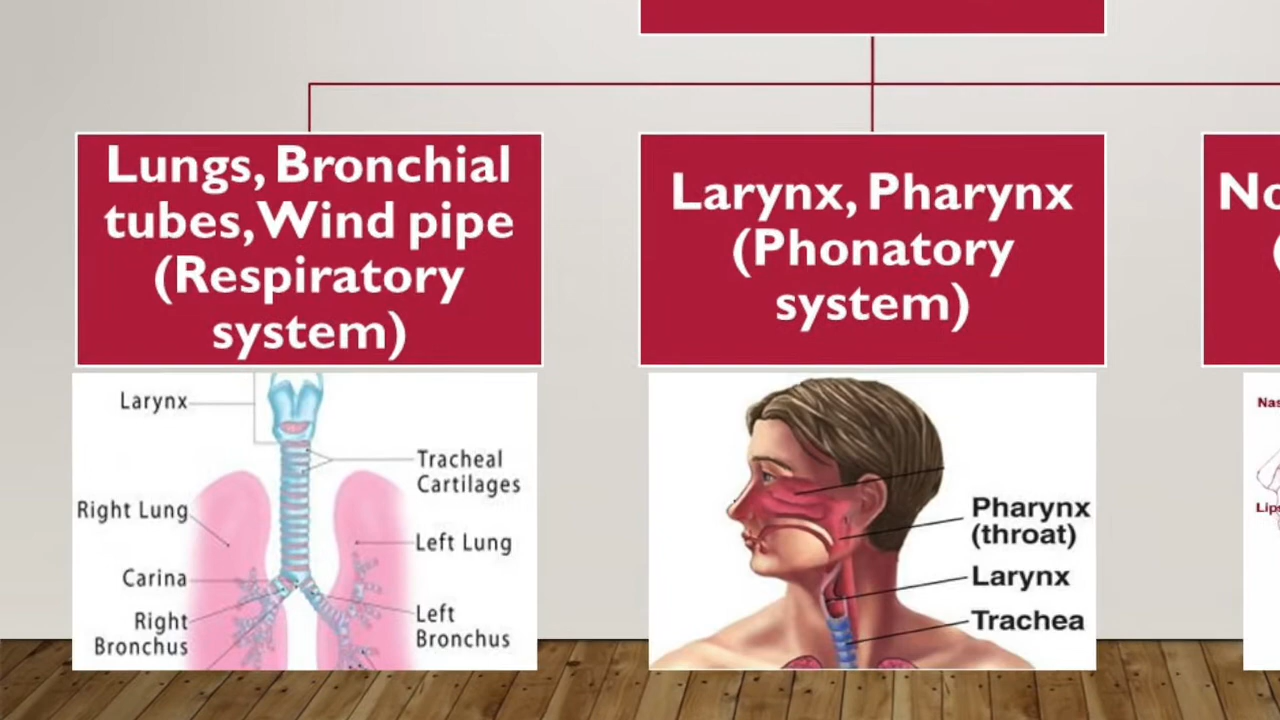 Lungs, Bronchial
tubes, Wind pipe
(Respiratory
system)
Larynx, Pharynx
(Phonatory
system)
Larynx
Tracheal
Cartilages
Right Lung
Left Lung
Carina
Right
Bronchus
Left
Bronchus
Pharynx
(throat)
Larynx
Trachea